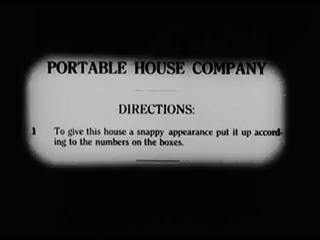 PORTABLE HOUSE COMPANY
DIRECTIONS:
1 To give this house a snappy appearance put it up accord-
ing to the numbers on the boxes.